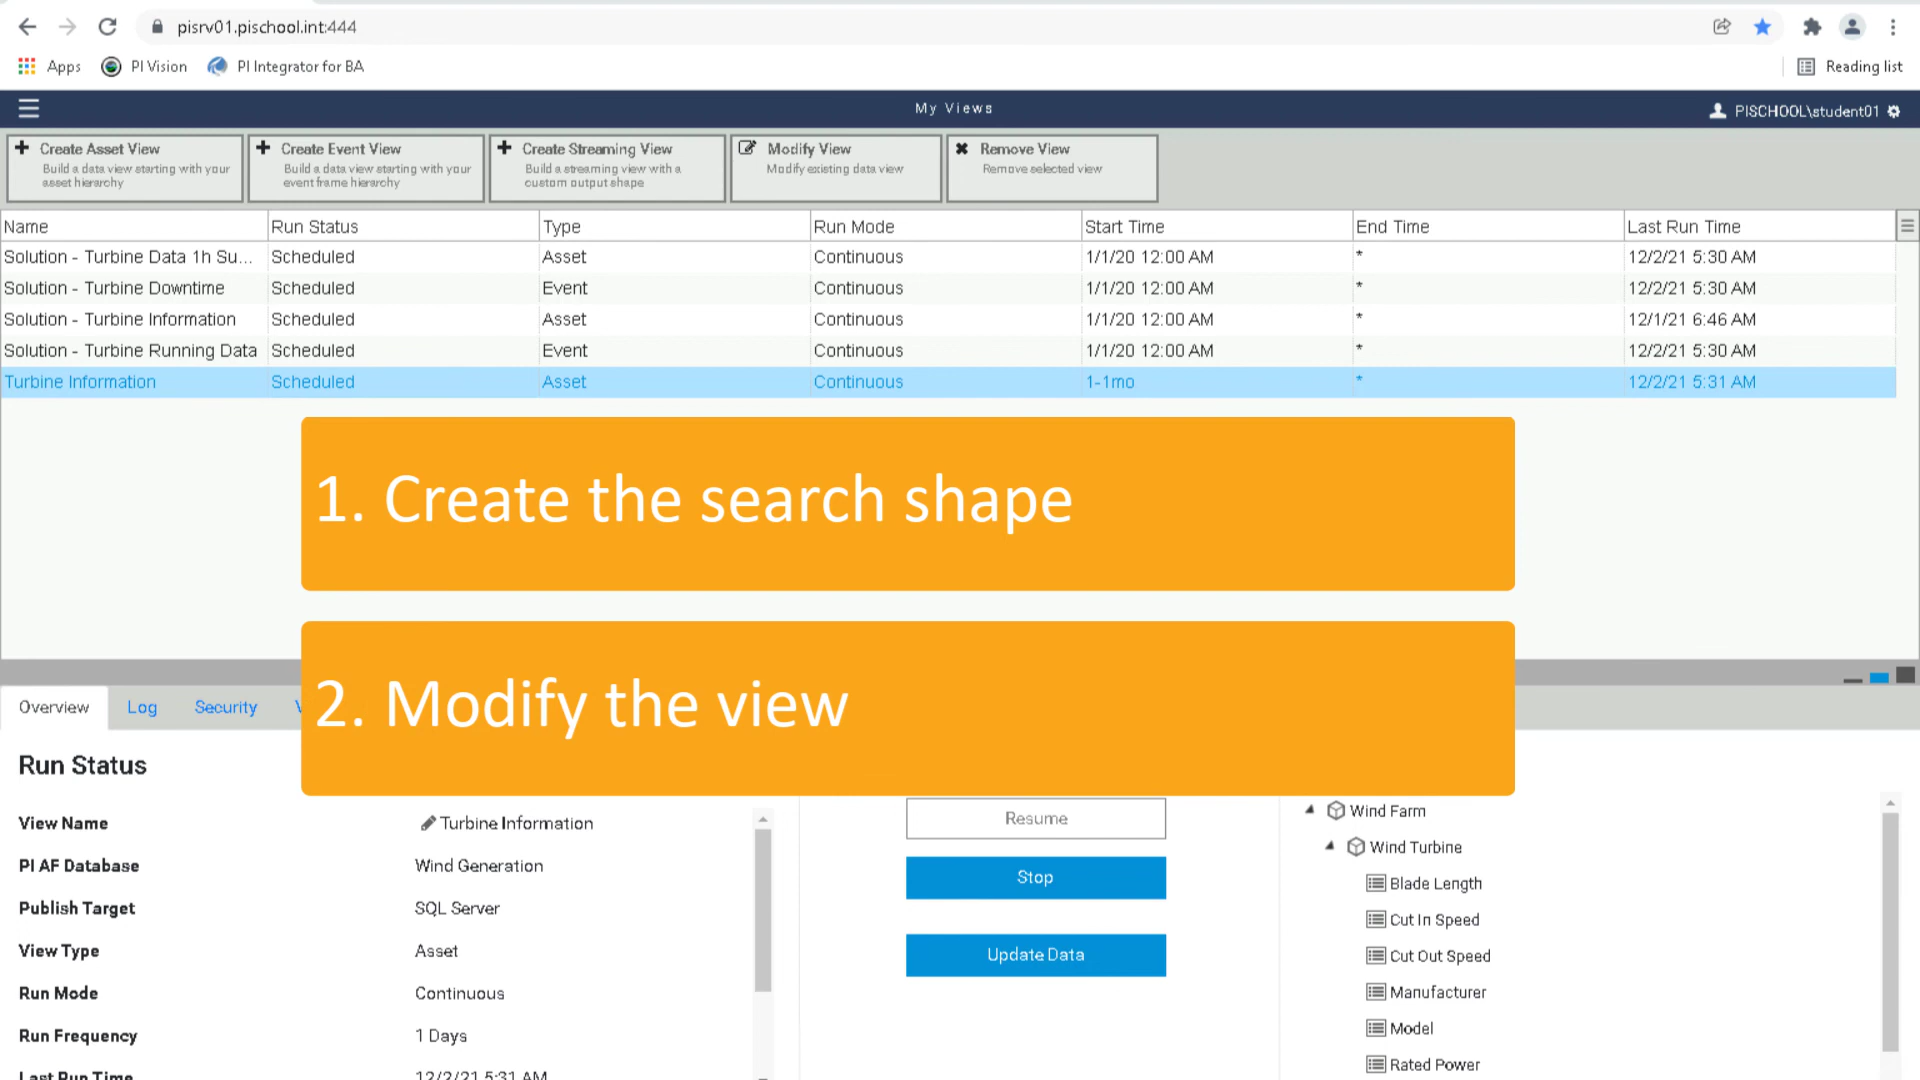 pisrv01.pischool.int:444
Apps PI Vision PI Integrator for BA Reading list
My Views PISCHOOL\student01
Create Asset View
Build a data view starting with your
asset hierarchy
Create Event View
Build a data view starting with your
event frame hierarchy
Create Streaming View
Build a streaming view with a
custom output shape
Modify View
Modify existing data view
Remove View
Remove selected view
Name Run Status Type Run Mode Start Time End Time Last Run Time
Solution - Turbine Data 1h Su... Scheduled Asset Continuous 1/1/20 12:00 AM * 12/2/21 5:30 AM
Solution - Turbine Downtime Scheduled Event Continuous 1/1/20 12:00 AM * 12/2/21 5:30 AM
Solution - Turbine Information Scheduled Asset Continuous 1/1/20 12:00 AM * 12/1/21 6:46 AM
Solution - Turbine Running Data Scheduled Event Continuous 1/1/20 12:00 AM * 12/2/21 5:30 AM
Turbine Information Scheduled Asset Continuous 1-1mo * 12/2/21 5:31 AM
1. Create the search shape
2. Modify the view
Overview Log Security
Run Status
View Name Turbine Information
PI AF Database Wind Generation
Publish Target SQL Server
View Type Asset
Run Mode Continuous
Run Frequency 1 Days
Last Run Time 12/2/21 5:31 AM
Resume
Stop
Update Data
Wind Farm
Wind Turbine
Blade Length
Cut In Speed
Cut Out Speed
Manufacturer
Model
Rated Power